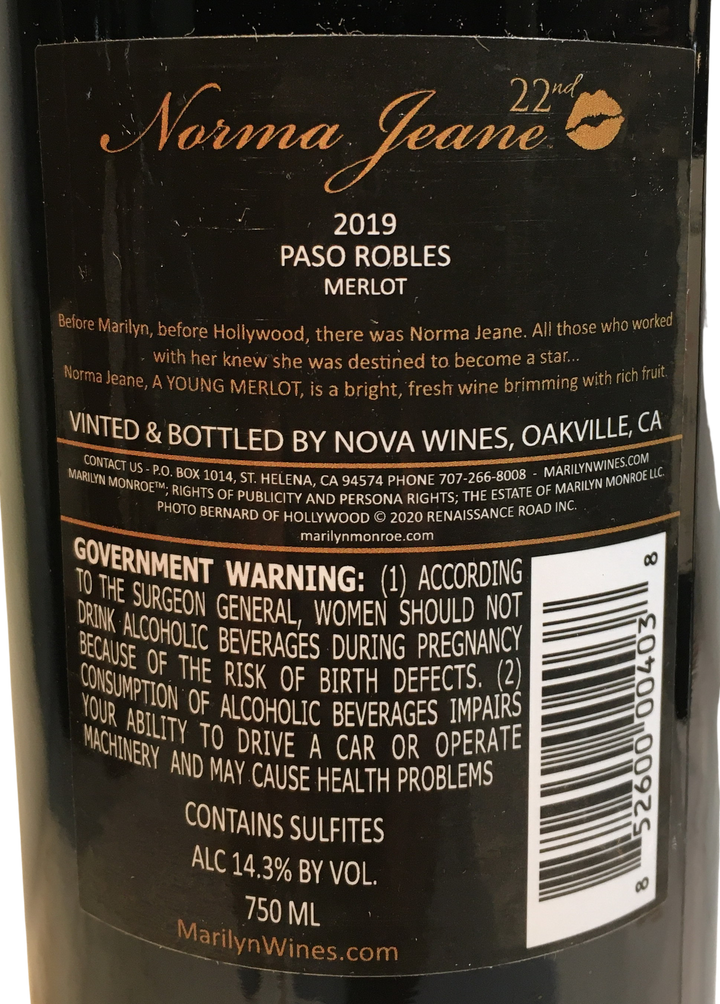 Norma Jeane 22nd
2019
PASO ROBLES
MERLOT
Before Marilyn, before Hollywood, there was Norma Jeane. All those who worked
with her knew she was destined to become a star...
Norma Jeane, A YOUNG MERLOT, is a bright, fresh wine brimming with rich fruit.
VINTED & BOTTLED BY NOVA WINES, OAKVILLE, CA
CONTACT US - P.O. BOX 1014, ST. HELENA, CA 94574 PHONE 707-266-8008 - MARILYNWINES.COM
MARILYN MONROE™; RIGHTS OF PUBLICITY AND PERSONA RIGHTS; THE ESTATE OF MARILYN MONROE LLC.
PHOTO BERNARD OF HOLLYWOOD © 2020 RENAISSANCE ROAD INC.
marilynmonroe.com
GOVERNMENT WARNING: (1) ACCORDING
TO THE SURGEON GENERAL, WOMEN SHOULD NOT
DRINK ALCOHOLIC BEVERAGES DURING PREGNANCY
BECAUSE OF THE RISK OF BIRTH DEFECTS. (2)
CONSUMPTION OF ALCOHOLIC BEVERAGES IMPAIRS
YOUR ABILITY TO DRIVE A CAR OR OPERATE
MACHINERY AND MAY CAUSE HEALTH PROBLEMS
8 52600 00403 8
CONTAINS SULFITES
ALC 14.3% BY VOL.
750 ML
MarilynWines.com